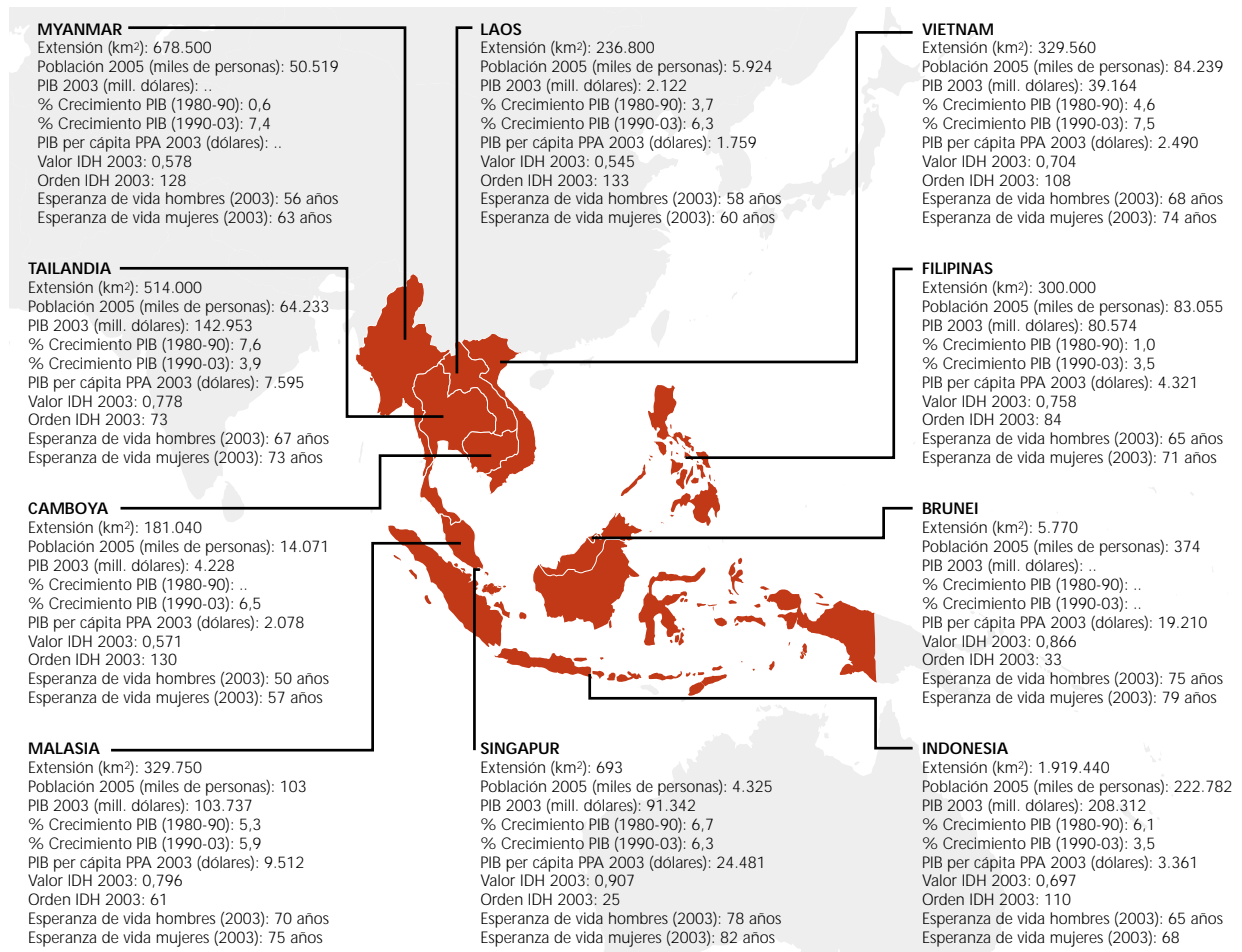 MYANMAR
Extensión (km²): 678.500
Población 2005 (miles de personas): 50.519
PIB 2003 (mill. dólares): ..
% Crecimiento PIB (1980-90): 0,6
% Crecimiento PIB (1990-03): 7,4
PIB per cápita PPA 2003 (dólares): ..
Valor IDH 2003: 0,578
Orden IDH 2003: 128
Esperanza de vida hombres (2003): 56 años
Esperanza de vida mujeres (2003): 63 años
LAOS
Extensión (km²): 236.800
Población 2005 (miles de personas): 5.924
PIB 2003 (mill. dólares): 2.122
% Crecimiento PIB (1980-90): 3,7
% Crecimiento PIB (1990-03): 6,3
PIB per cápita PPA 2003 (dólares): 1.759
Valor IDH 2003: 0,545
Orden IDH 2003: 133
Esperanza de vida hombres (2003): 58 años
Esperanza de vida mujeres (2003): 60 años
VIETNAM
Extensión (km²): 329.560
Población 2005 (miles de personas): 84.239
PIB 2003 (mill. dólares): 39.164
% Crecimiento PIB (1980-90): 4,6
% Crecimiento PIB (1990-03): 7,5
PIB per cápita PPA 2003 (dólares): 2.490
Valor IDH 2003: 0,704
Orden IDH 2003: 108
Esperanza de vida hombres (2003): 68 años
Esperanza de vida mujeres (2003): 74 años
TAILANDIA
Extensión (km²): 514.000
Población 2005 (miles de personas): 64.233
PIB 2003 (mill. dólares): 142.953
% Crecimiento PIB (1980-90): 7,6
% Crecimiento PIB (1990-03): 3,9
PIB per cápita PPA 2003 (dólares): 7.595
Valor IDH 2003: 0,778
Orden IDH 2003: 73
Esperanza de vida hombres (2003): 67 años
Esperanza de vida mujeres (2003): 73 años
FILIPINAS
Extensión (km²): 300.000
Población 2005 (miles de personas): 83.055
PIB 2003 (mill. dólares): 80.574
% Crecimiento PIB (1980-90): 1,0
% Crecimiento PIB (1990-03): 3,5
PIB per cápita PPA 2003 (dólares): 4.321
Valor IDH 2003: 0,758
Orden IDH 2003: 84
Esperanza de vida hombres (2003): 65 años
Esperanza de vida mujeres (2003): 71 años
CAMBOYA
Extensión (km²): 181.040
Población 2005 (miles de personas): 14.071
PIB 2003 (mill. dólares): 4.228
% Crecimiento PIB (1980-90): ..
% Crecimiento PIB (1990-03): 6,5
PIB per cápita PPA 2003 (dólares): 2.078
Valor IDH 2003: 0,571
Orden IDH 2003: 130
Esperanza de vida hombres (2003): 50 años
Esperanza de vida mujeres (2003): 57 años
BRUNEI
Extensión (km²): 5.770
Población 2005 (miles de personas): 374
PIB 2003 (mill. dólares): ..
% Crecimiento PIB (1980-90): ..
% Crecimiento PIB (1990-03): ..
PIB per cápita PPA 2003 (dólares): 19.210
Valor IDH 2003: 0,866
Orden IDH 2003: 33
Esperanza de vida hombres (2003): 75 años
Esperanza de vida mujeres (2003): 79 años
MALASIA
Extensión (km²): 329.750
Población 2005 (miles de personas): 103
PIB 2003 (mill. dólares): 103.737
% Crecimiento PIB (1980-90): 5,3
% Crecimiento PIB (1990-03): 5,9
PIB per cápita PPA 2003 (dólares): 9.512
Valor IDH 2003: 0,796
Orden IDH 2003: 61
Esperanza de vida hombres (2003): 70 años
Esperanza de vida mujeres (2003): 75 años
SINGAPUR
Extensión (km²): 693
Población 2005 (miles de personas): 4.325
PIB 2003 (mill. dólares): 91.342
% Crecimiento PIB (1980-90): 6,7
% Crecimiento PIB (1990-03): 6,3
PIB per cápita PPA 2003 (dólares): 24.481
Valor IDH 2003: 0,907
Orden IDH 2003: 25
Esperanza de vida hombres (2003): 78 años
Esperanza de vida mujeres (2003): 82 años
INDONESIA
Extensión (km²): 1.919.440
Población 2005 (miles de personas): 222.782
PIB 2003 (mill. dólares): 208.312
% Crecimiento PIB (1980-90): 6,1
% Crecimiento PIB (1990-03): 3,5
PIB per cápita PPA 2003 (dólares): 3.361
Valor IDH 2003: 0,697
Orden IDH 2003: 110
Esperanza de vida hombres (2003): 65 años
Esperanza de vida mujeres (2003): 68